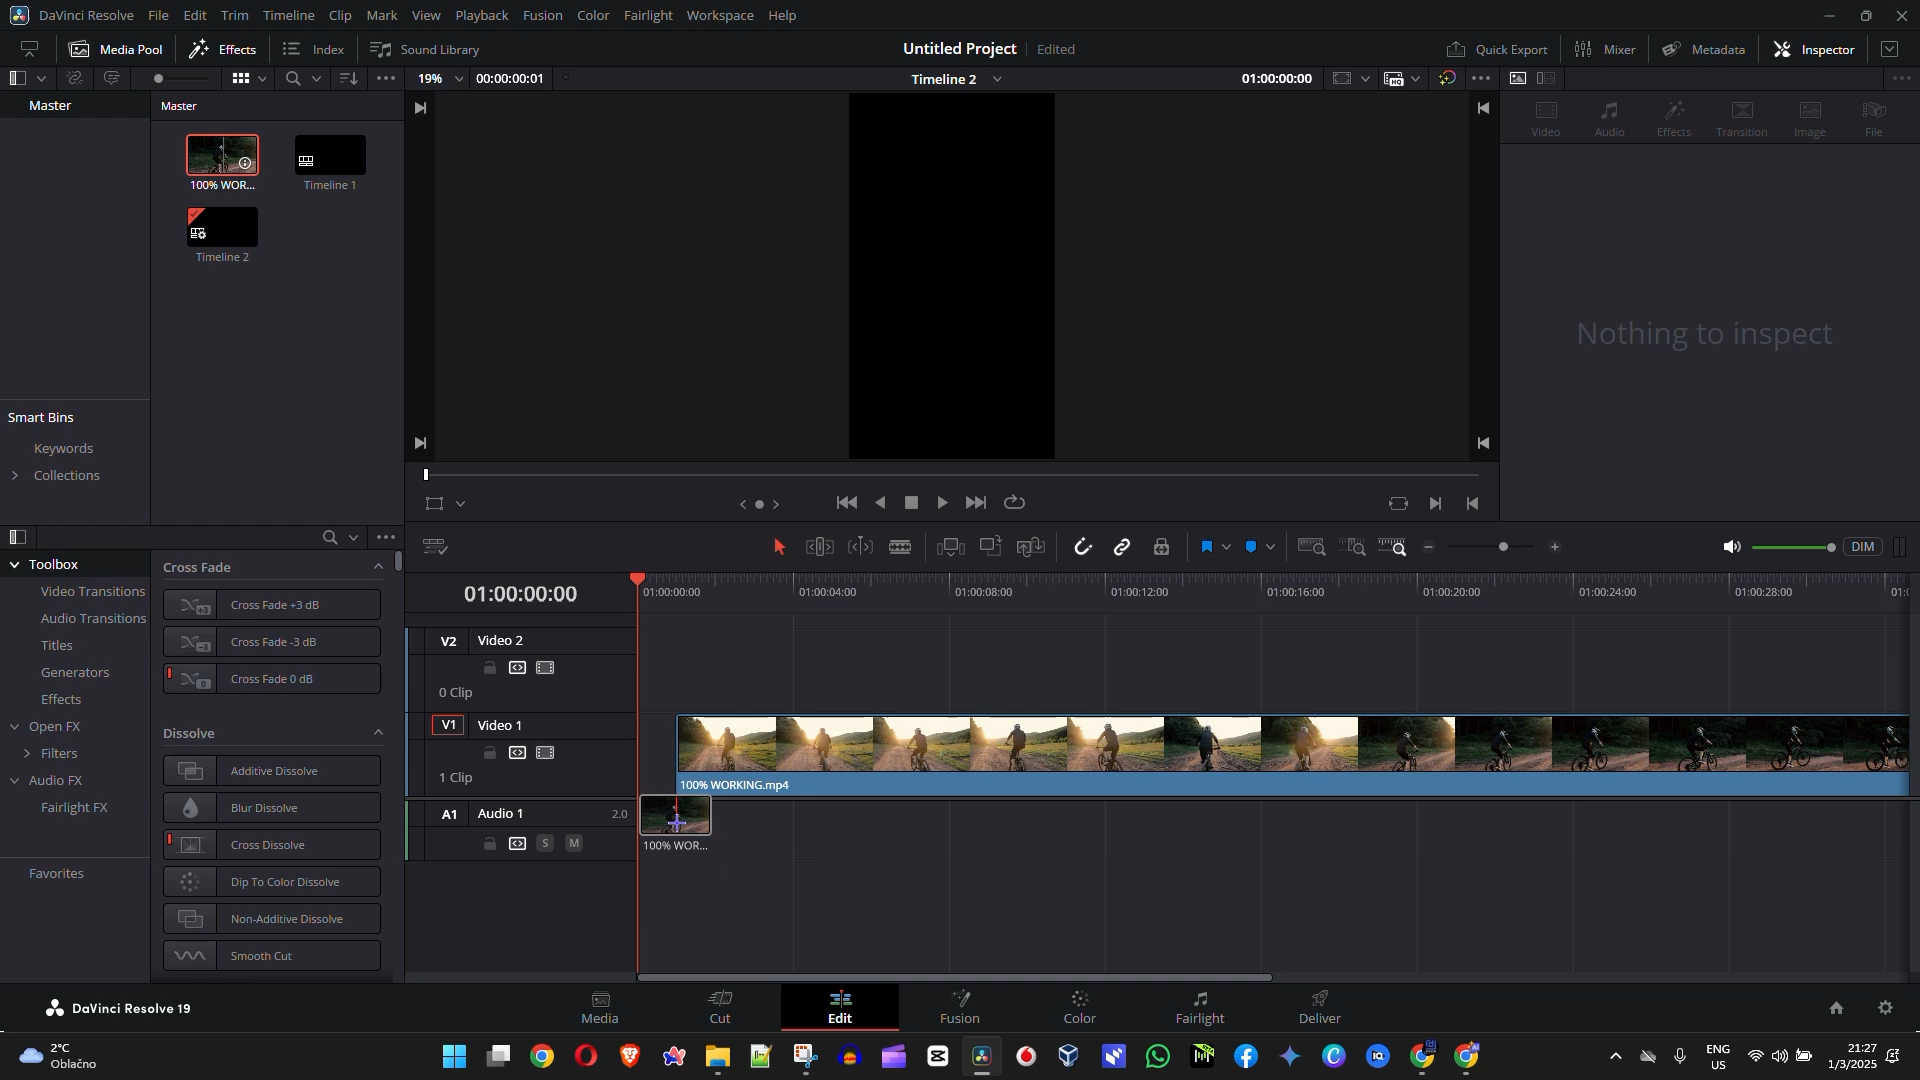 DaVinci Resolve File Edit Trim Timeline Clip Mark View Playback Fusion Color Fairlight Workspace Help
Media Pool Effects Index Sound Library Untitled Project Edited Quick Export Mixer Metadata Inspector
19% 00:00:00:01 Timeline 2 01:00:00:00
Master Master
Video Audio Effects Transition Image File
100% WOR... Timeline 1
Timeline 2
Nothing to inspect
Smart Bins
Keywords
Collections
DIM
Toolbox
Video Transitions
Audio Transitions
Titles
Generators
Effects
Open FX
Filters
Audio FX
Fairlight FX
Favorites
Cross Fade
+3
Cross Fade +3 dB
-3
Cross Fade -3 dB
0
Cross Fade 0 dB
Dissolve
Additive Dissolve
Blur Dissolve
Cross Dissolve
Dip To Color Dissolve
Non-Additive Dissolve
Smooth Cut
01:00:00:00
01:00:00:00 01:00:04:00 01:00:08:00 01:00:12:00 01:00:16:00 01:00:20:00 01:00:24:00 01:00:28:00
V2 Video 2
0 Clip
V1 Video 1
1 Clip
100% WORKING.mp4
A1 Audio 1 2.0
S M
100% WOR...
DaVinci Resolve 19
Media Cut Edit Fusion Color Fairlight Deliver
2°C
Oblačno
ENG
US
21:27
1/3/2025